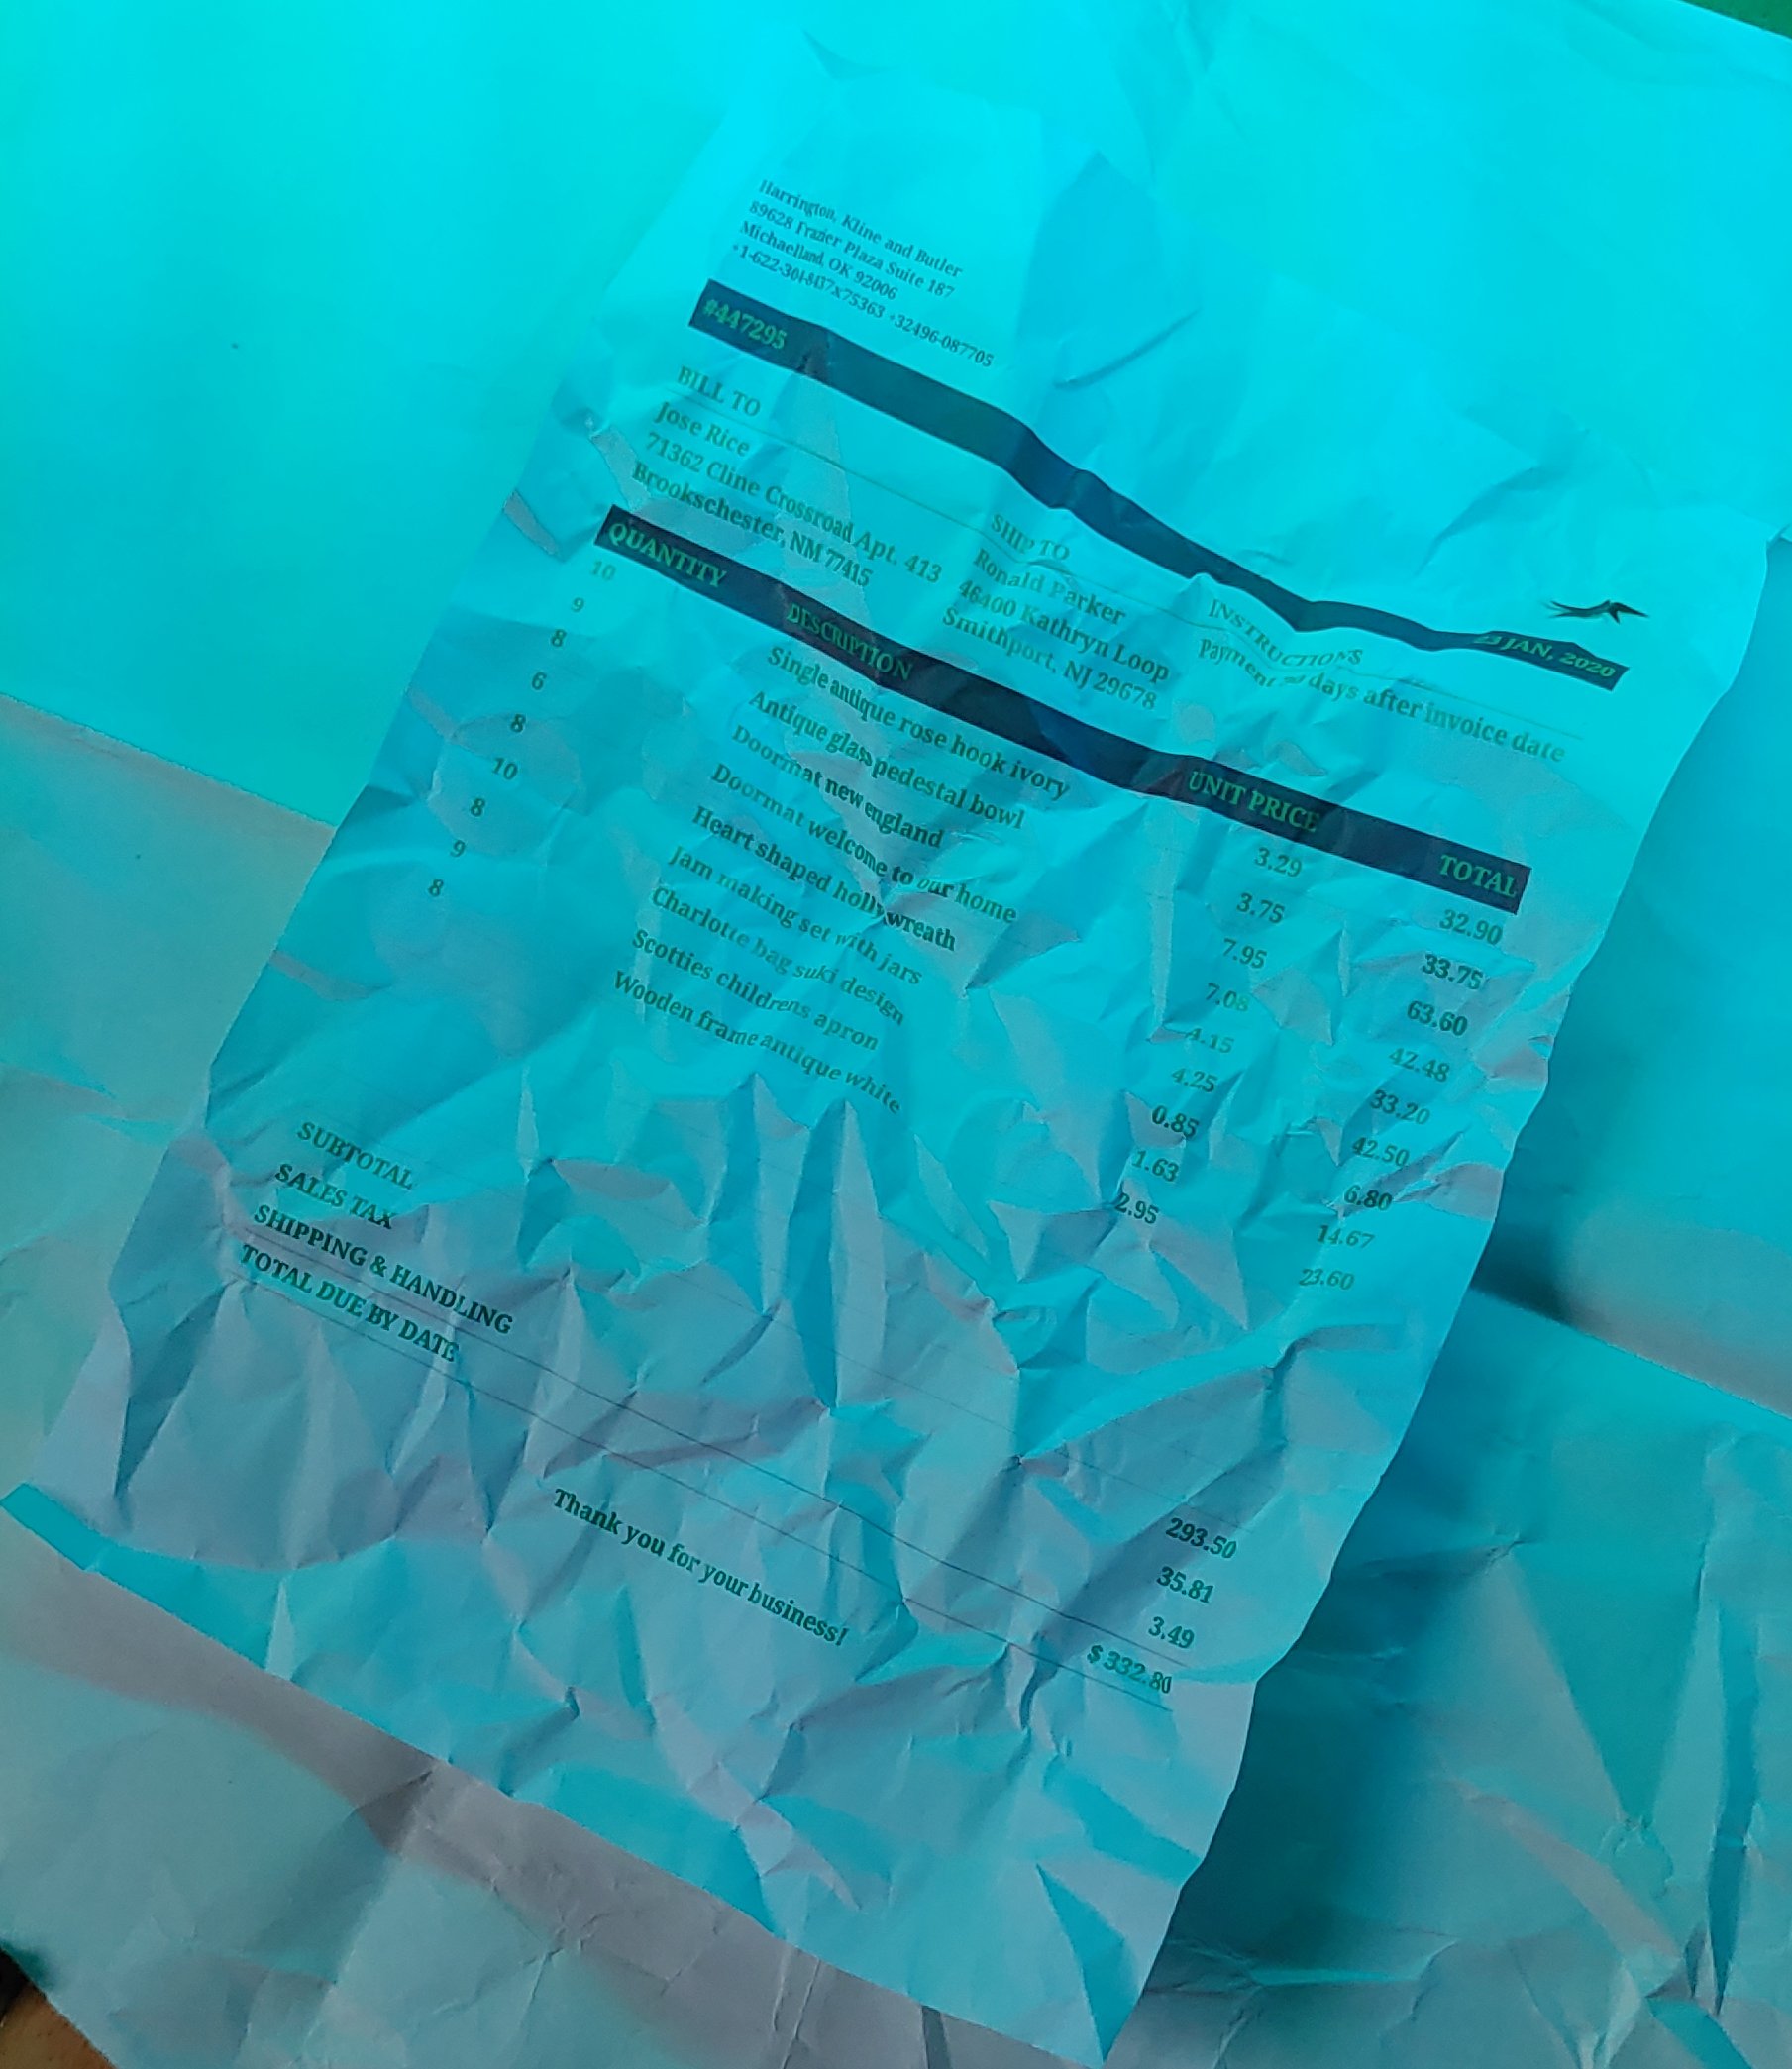 Harrington, Kline and Butler
89628 Frazier Plaza Suite 187
Michaelland, OK 92006
+1-622-304-8437x75363 +32496-087705
#447295 JAN, 2020
BILL TO
Jose Rice
71362 Cline Crossroad Apt. 413
Brookschester, NM 77415
SHIP TO
Ronald Parker
46400 Kathryn Loop
Smithport, NJ 29678
INSTRUCTIONS
Payment days after invoice date
QUANTITY DESCRIPTION UNIT PRICE TOTAL
10 Single antique rose hook ivory 3.29 32.90
9 Antique glass pedestal bowl 3.75 33.75
8 Doormat new england 7.95 63.60
6 Doormat welcome to our home 7.08 42.48
8 Heart shaped holly wreath 4.15 33.20
10 Jam making set with jars 4.25 42.50
8 Charlotte bag suki design 0.85 6.80
9 Scotties childrens apron 1.63 14.67
8 Wooden frame antique white 2.95 23.60
SUBTOTAL 293.50
SALES TAX 35.81
SHIPPING & HANDLING 3.49
TOTAL DUE BY DATE $ 332.80
Thank you for your business!